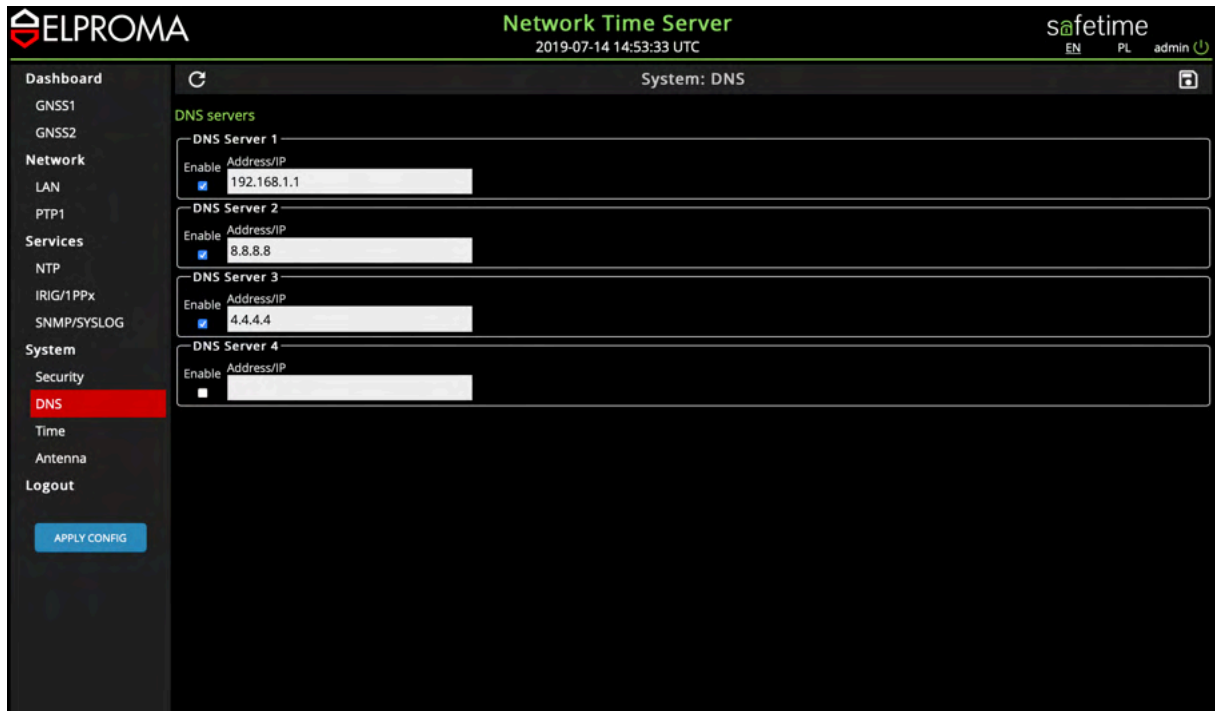 ELPROMA
Network Time Server
2019-07-14 14:53:33 UTC
safetime
EN PL admin
Dashboard
GNSS1
GNSS2
Network
LAN
PTP1
Services
NTP
IRIG/1PPx
SNMP/SYSLOG
System
Security
DNS
Time
Antenna
Logout
APPLY CONFIG
System: DNS
DNS servers
DNS Server 1
Enable Address/IP
192.168.1.1
DNS Server 2
Enable Address/IP
8.8.8.8
DNS Server 3
Enable Address/IP
4.4.4.4
DNS Server 4
Enable Address/IP